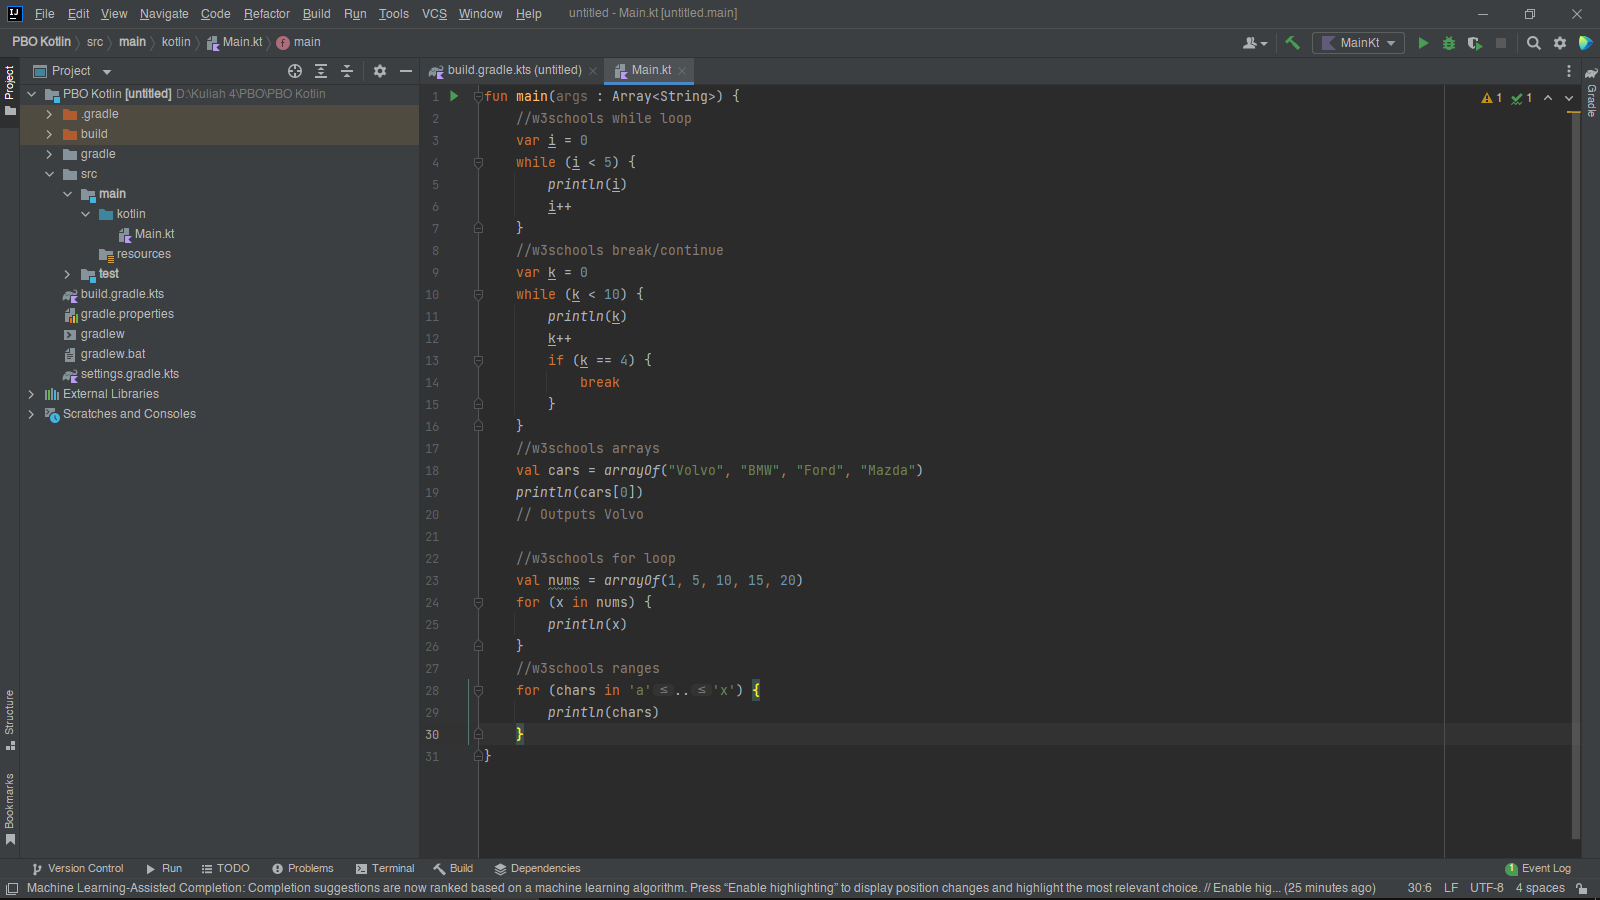 File Edit View Navigate Code Refactor Build Run Tools VCS Window Help untitled - Main.kt [untitled.main]
PBO Kotlin src main kotlin Main.kt main MainKt
Project build.gradle.kts (untitled) Main.kt
Project
Structure
Bookmarks
Gradle
PBO Kotlin [untitled] D:\Kuliah 4\PBO\PBO Kotlin
.gradle
build
gradle
src
main
kotlin
Main.kt
resources
test
build.gradle.kts
gradle.properties
gradlew
gradlew.bat
settings.gradle.kts
External Libraries
Scratches and Consoles
1 fun main(args : Array<String>) {
2 //w3schools while loop
3 var i = 0
4 while (i < 5) {
5 println(i)
6 i++
7 }
8 //w3schools break/continue
9 var k = 0
10 while (k < 10) {
11 println(k)
12 k++
13 if (k == 4) {
14 break
15 }
16 }
17 //w3schools arrays
18 val cars = arrayOf("Volvo", "BMW", "Ford", "Mazda")
19 println(cars[0])
20 // Outputs Volvo
21
22 //w3schools for loop
23 val nums = arrayOf(1, 5, 10, 15, 20)
24 for (x in nums) {
25 println(x)
26 }
27 //w3schools ranges
28 for (chars in 'a' ≤ .. ≤ 'x') {
29 println(chars)
30 }
31 }
1 1
Version Control Run TODO Problems Terminal Build Dependencies 1 Event Log
Machine Learning-Assisted Completion: Completion suggestions are now ranked based on a machine learning algorithm. Press “Enable highlighting” to display position changes and highlight the most relevant choice. // Enable hig... (25 minutes ago) 30:6 LF UTF-8 4 spaces